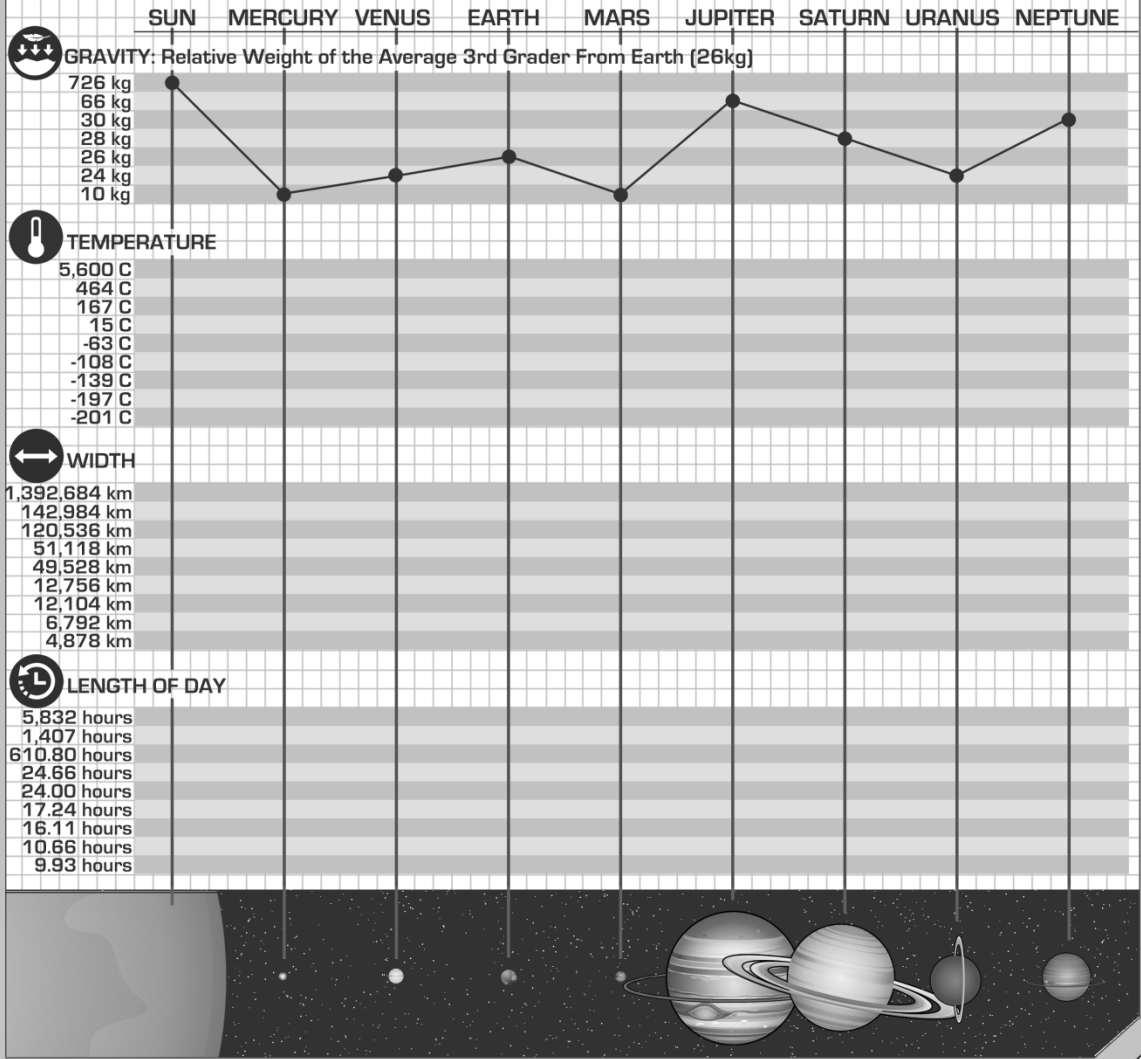 SUN MERCURY VENUS EARTH MARS JUPITER SATURN URANUS NEPTUNE
GRAVITY: Relative Weight of the Average 3rd Grader From Earth (26kg)
726 kg
66 kg
30 kg
28 kg
26 kg
24 kg
10 kg
TEMPERATURE
5,600 C
464 C
167 C
15 C
-63 C
-108 C
-139 C
-197 C
-201 C
WIDTH
1,392,684 km
142,984 km
120,536 km
51,118 km
49,528 km
12,756 km
12,104 km
6,792 km
4,878 km
LENGTH OF DAY
5,832 hours
1,407 hours
610.80 hours
24.66 hours
24.00 hours
17.24 hours
16.11 hours
10.66 hours
9.93 hours